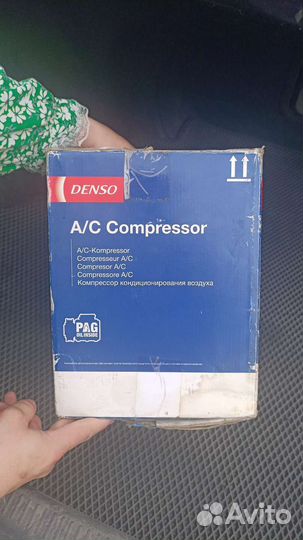 DENSO
A/C Compressor
A/C-Kompressor
Compresseur A/C
Compresor A/C
Compressore A/C
Компрессор кондиционирования воздуха
PAG
OIL INSIDE
Avito